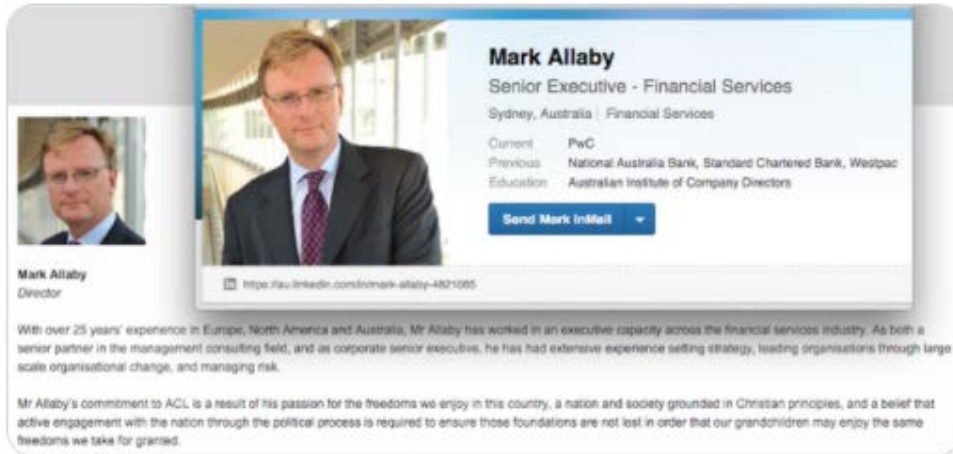 Mark Allaby
Senior Executive - Financial Services
Sydney, Australia | Financial Services
Current PwC
Previous National Australia Bank, Standard Chartered Bank, Westpac
Education Australian Institute of Company Directors
Send Mark InMail
https://au.linkedin.com/in/mark-allaby-4821085
Mark Allaby
Director
With over 25 years' experience in Europe, North America and Australia, Mr Allaby has worked in an executive capacity across the financial services industry. As both a
senior partner in the management consulting field, and as corporate senior executive, he has had extensive experience setting strategy, leading organisations through large
scale organisational change, and managing risk.
Mr Allaby's commitment to ACL is a result of his passion for the freedoms we enjoy in this country, a nation and society grounded in Christian principles, and a belief that
active engagement with the nation through the political process is required to ensure those foundations are not lost in order that our grandchildren may enjoy the same
freedoms we take for granted.